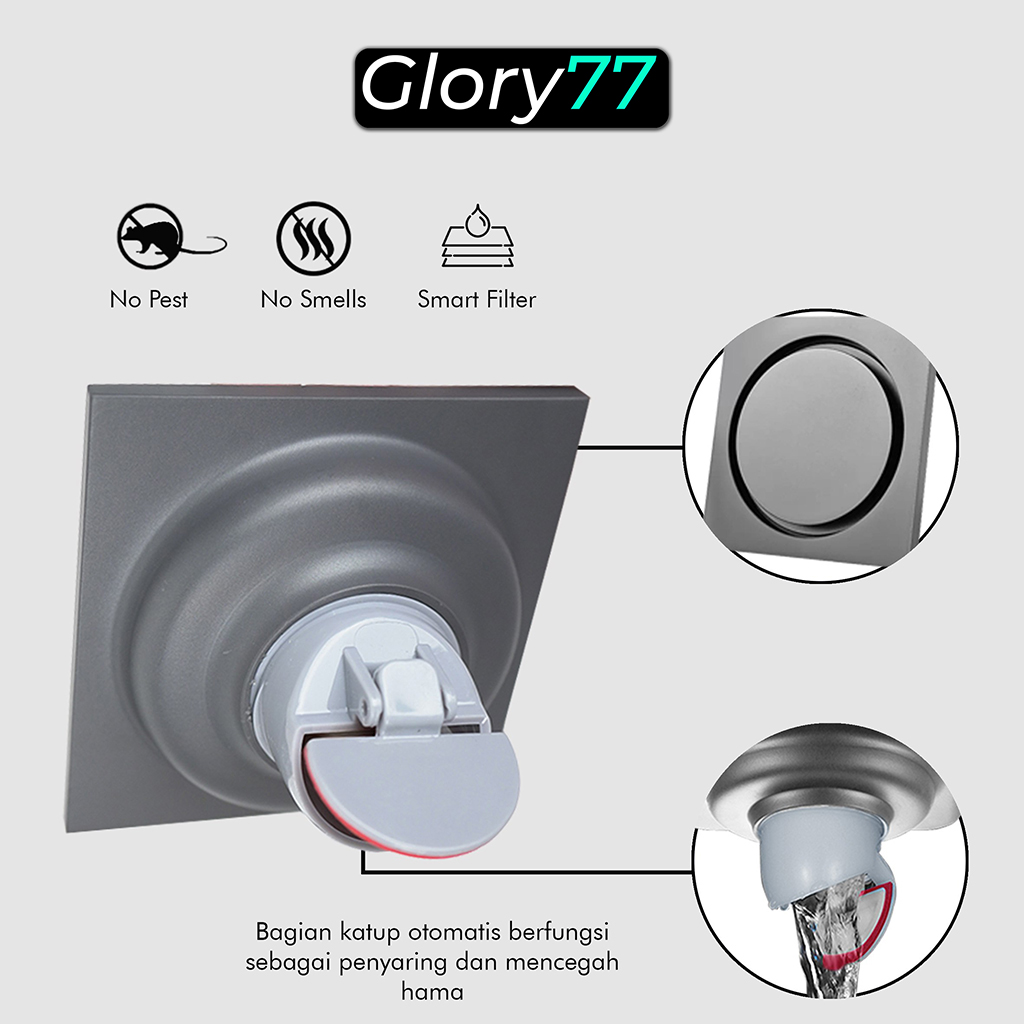 Glory77
No Pest
No Smells
Smart Filter
Bagian katup otomatis berfungsi
sebagai penyaring dan mencegah
hama